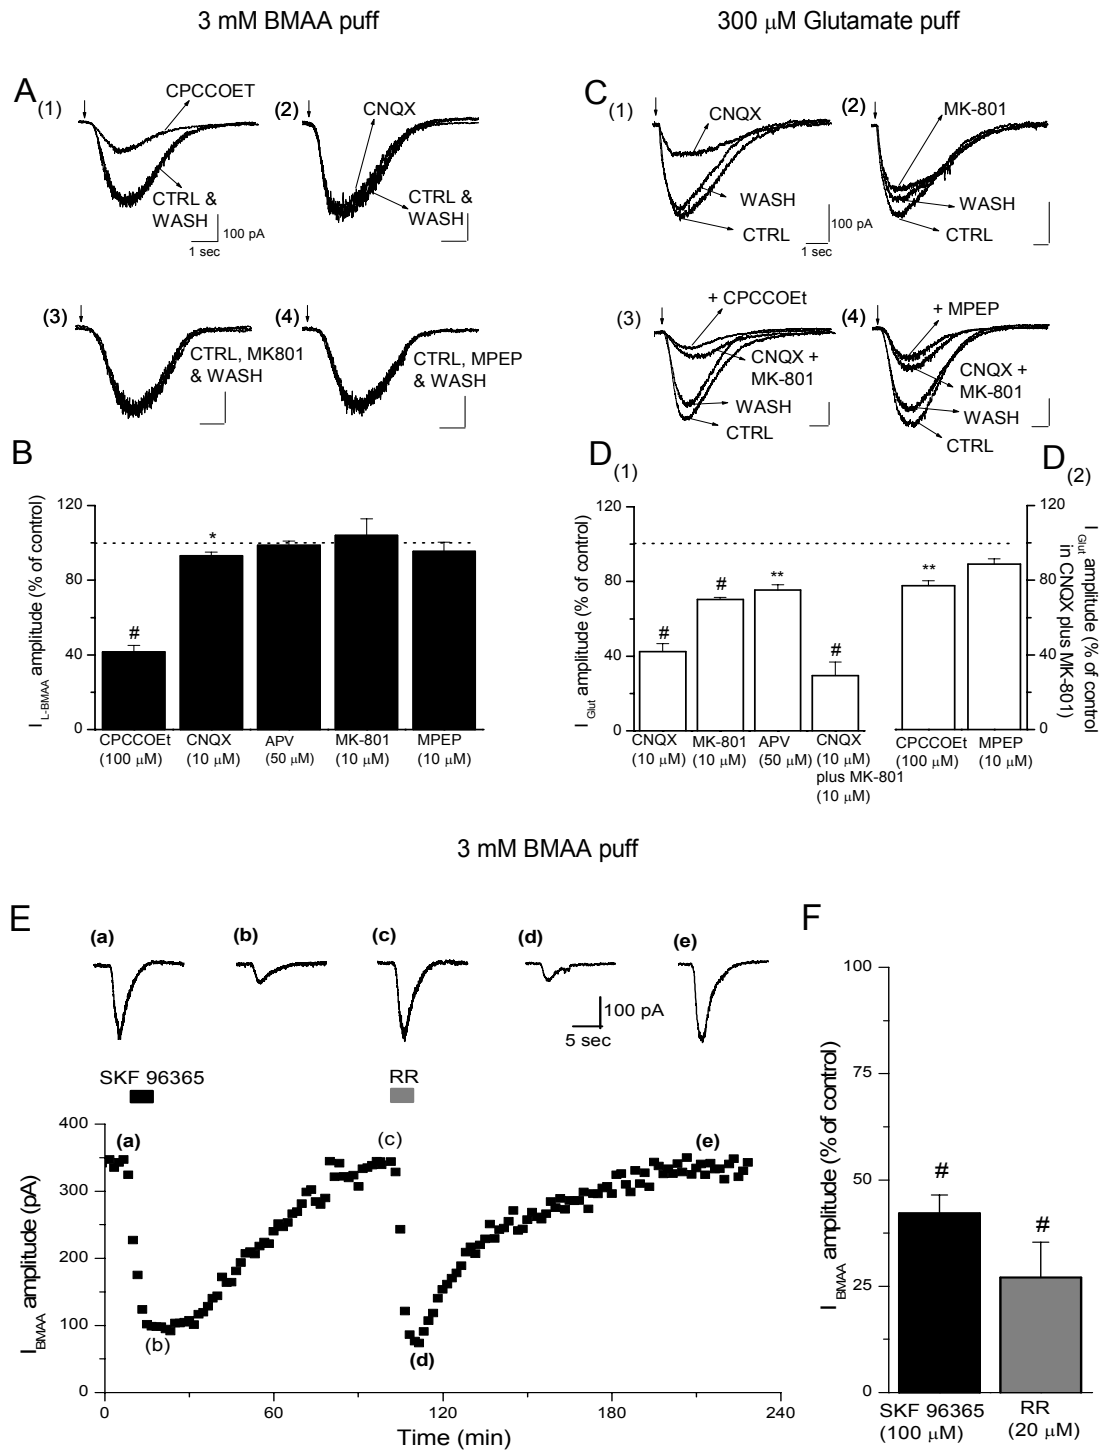 3 mM BMAA puff
300 μM Glutamate puff
A
(1)
CPCCOET
CTRL &
WASH
100 pA
1 sec
(2)
CNQX
CTRL &
WASH
(3)
CTRL, MK801
& WASH
(4)
CTRL, MPEP
& WASH
C
(1)
CNQX
WASH
CTRL
100 pA
1 sec
(2)
MK-801
WASH
CTRL
(3)
+ CPCCOEt
CNQX +
MK-801
WASH
CTRL
(4)
+ MPEP
CNQX +
MK-801
WASH
CTRL
B
I L-BMAA amplitude (% of control)
120
80
40
0
*
#
CPCCOEt
(100 μM)
CNQX
(10 μM)
APV
(50 μM)
MK-801
(10 μM)
MPEP
(10 μM)
D (1)
I Glut amplitude (% of control)
120
80
40
0
#
#
**
#
CNQX
(10 μM)
MK-801
(10 μM)
APV
(50 μM)
CNQX
(10 μM)
plus MK-801
(10 μM)
D (2)
I Glut amplitude (% of control
in CNQX plus MK-801)
120
80
40
0
**
CPCCOEt
(100 μM)
MPEP
(10 μM)
3 mM BMAA puff
E
(a)
(b)
(c)
(d)
(e)
100 pA
5 sec
SKF 96365
RR
I BMAA amplitude (pA)
400
300
200
100
0
(a)
(b)
(c)
(d)
(e)
0
60
120
180
240
Time (min)
F
I BMAA amplitude (% of control)
100
75
50
25
0
#
#
SKF 96365
(100 μM)
RR
(20 μM)